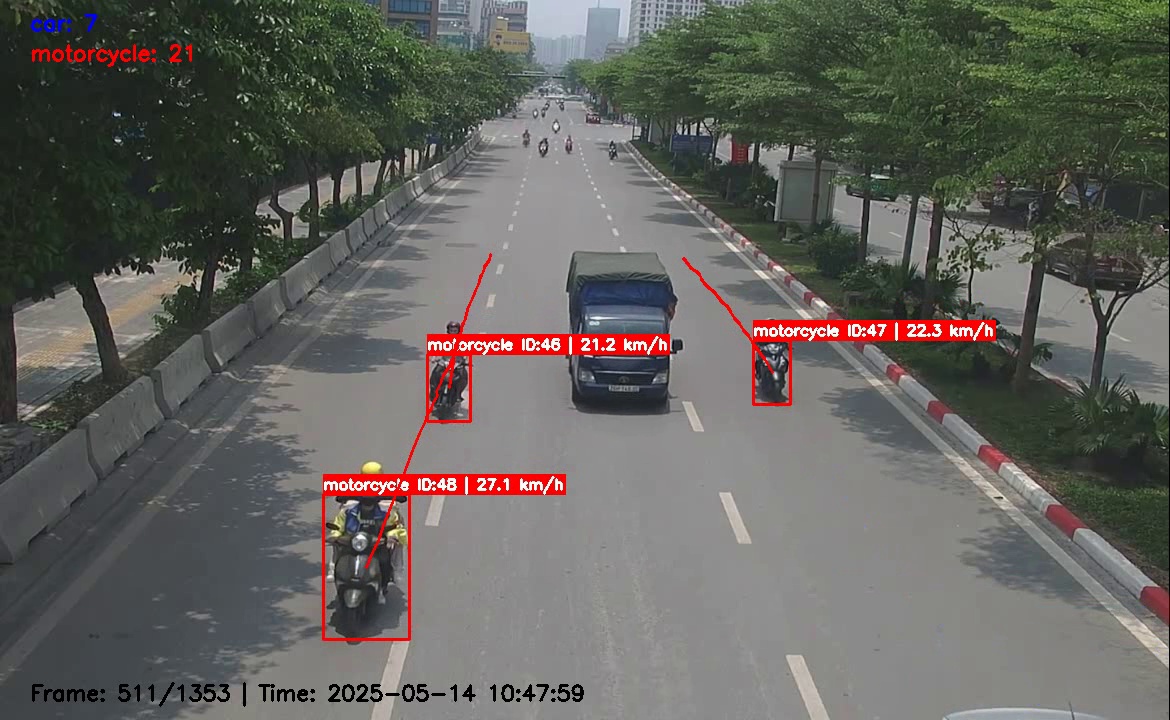 car: 7
motorcycle: 21
motorcycle ID:47 | 22.3 km/h
motorcycle ID:46 | 21.2 km/h
motorcycle ID:48 | 27.1 km/h
Frame: 511/1353 | Time: 2025-05-14 10:47:59